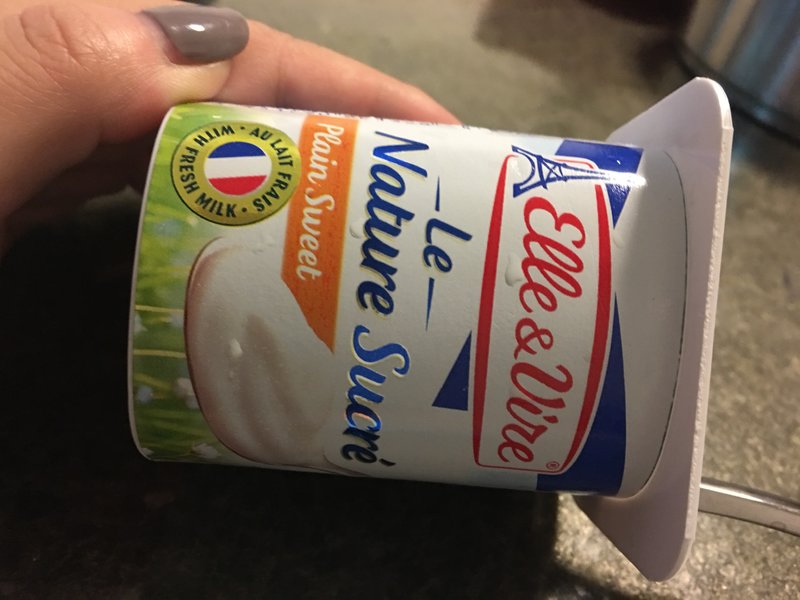 Elle & Vire®
Le
Nature Sucré
Plain Sweet
AU LAIT FRAIS
WITH FRESH MILK